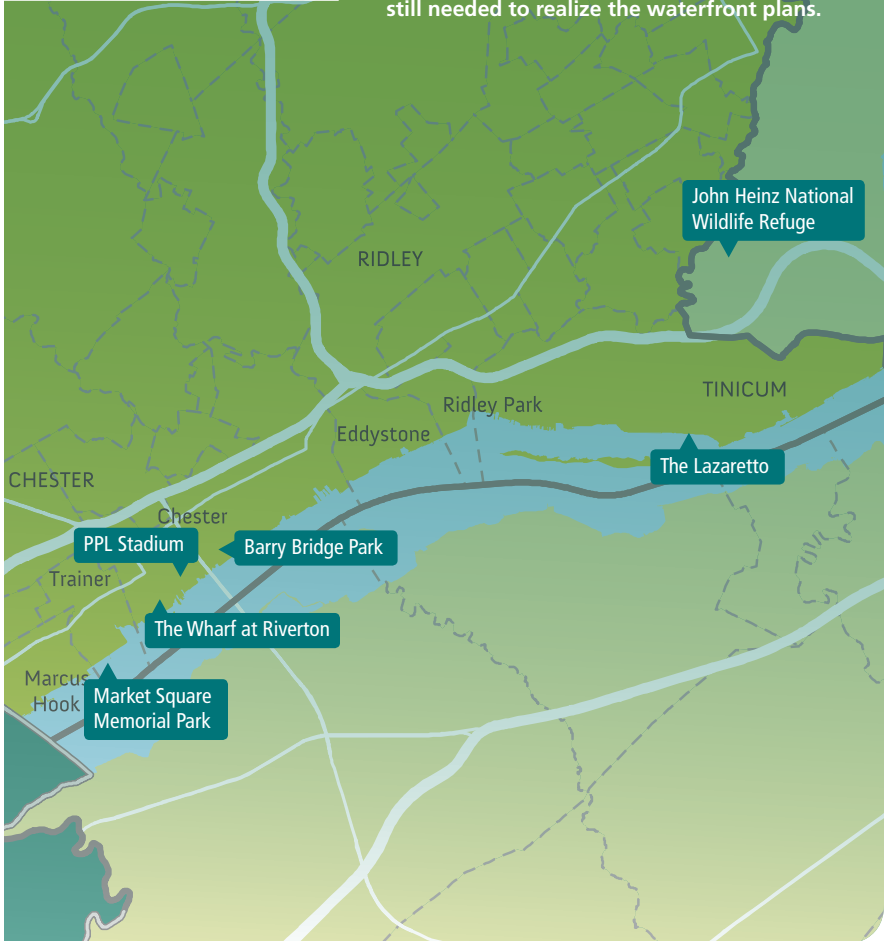 still needed to realize the waterfront plans.
John Heinz National
Wildlife Refuge
RIDLEY
TINICUM
Ridley Park
Eddystone
The Lazaretto
CHESTER
Chester
PPL Stadium
Barry Bridge Park
Trainer
The Wharf at Riverton
Marcus
Hook
Market Square
Memorial Park